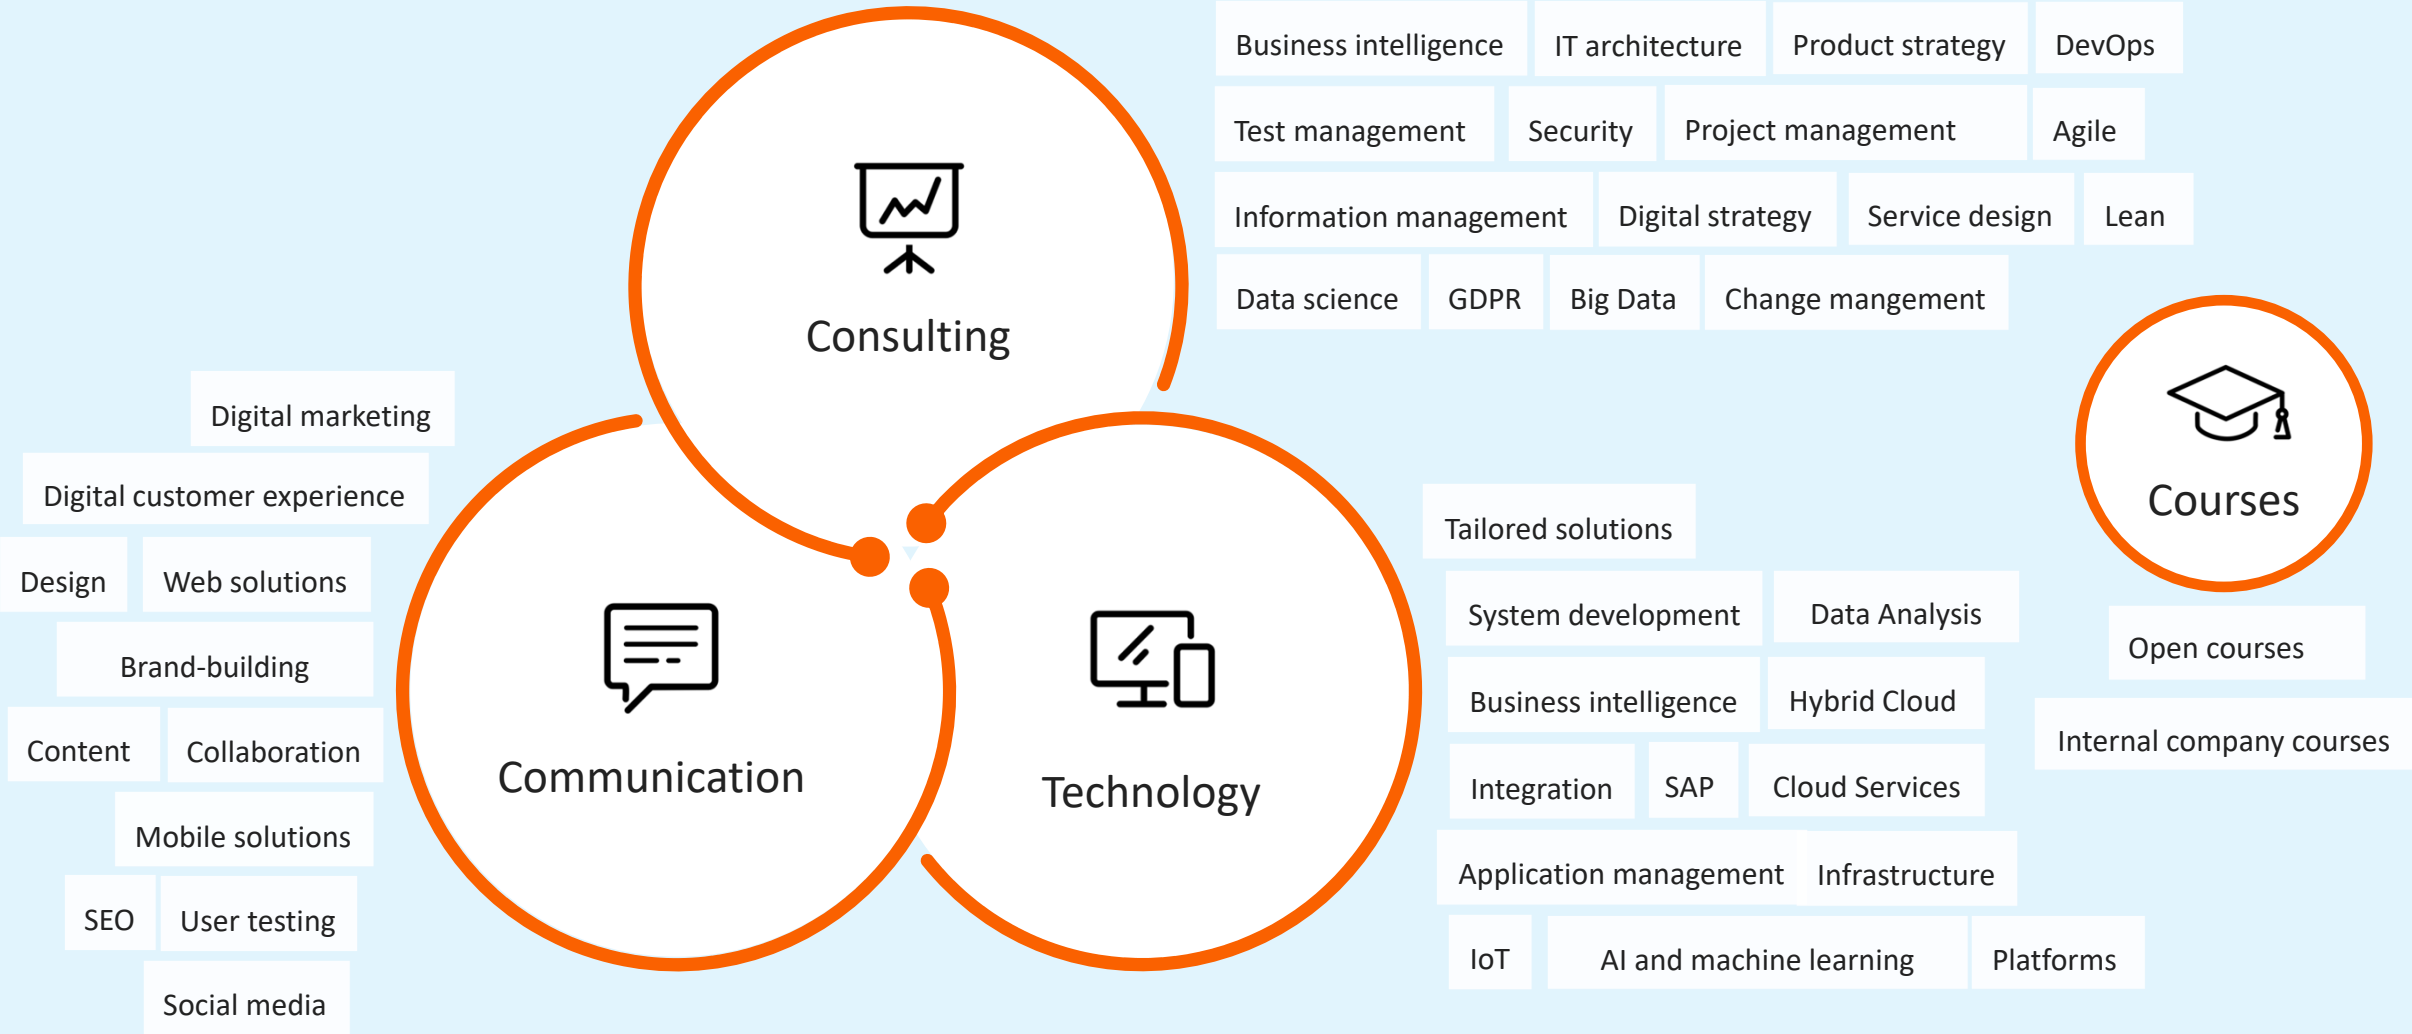 Business intelligence IT architecture Product strategy DevOps
Test management Security Project management Agile
Information management Digital strategy Service design Lean
Data science GDPR Big Data Change mangement
Consulting
Digital marketing
Digital customer experience
Design Web solutions
Brand-building
Content Collaboration
Mobile solutions
SEO User testing
Social media
Communication
Technology
Tailored solutions
System development Data Analysis
Business intelligence Hybrid Cloud
Integration SAP Cloud Services
Application management Infrastructure
IoT AI and machine learning Platforms
Courses
Open courses
Internal company courses